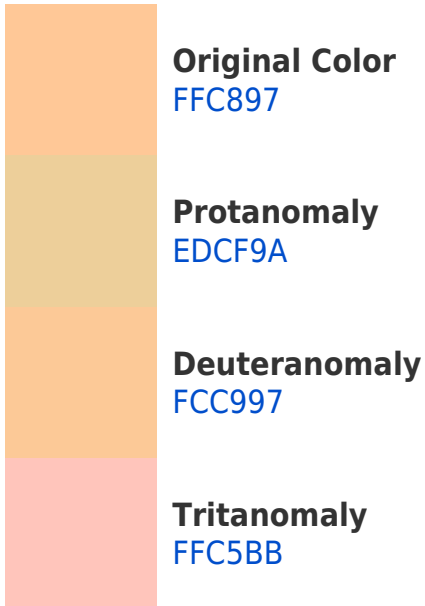 Original Color
FFC897
Protanomaly
EDCF9A
Deuteranomaly
FCC997
Tritanomaly
FFC5BB